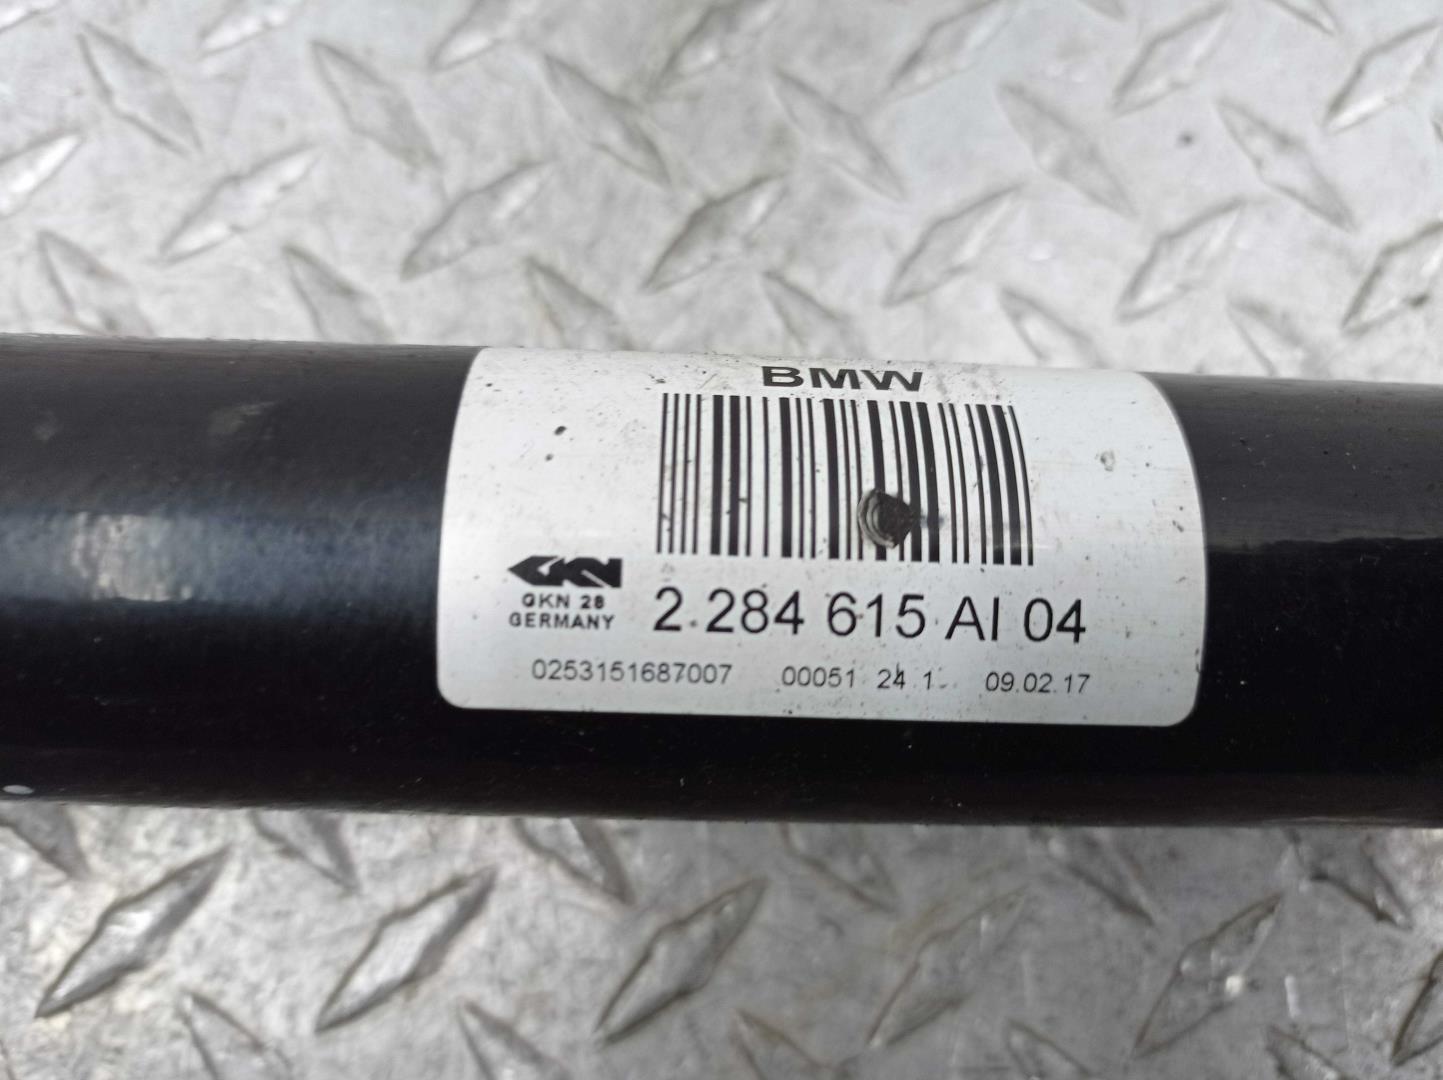 BMW
GKN
GKN 28
GERMANY
2.284 615 AI 04
0253151687007 00051 24 1 09.02.17